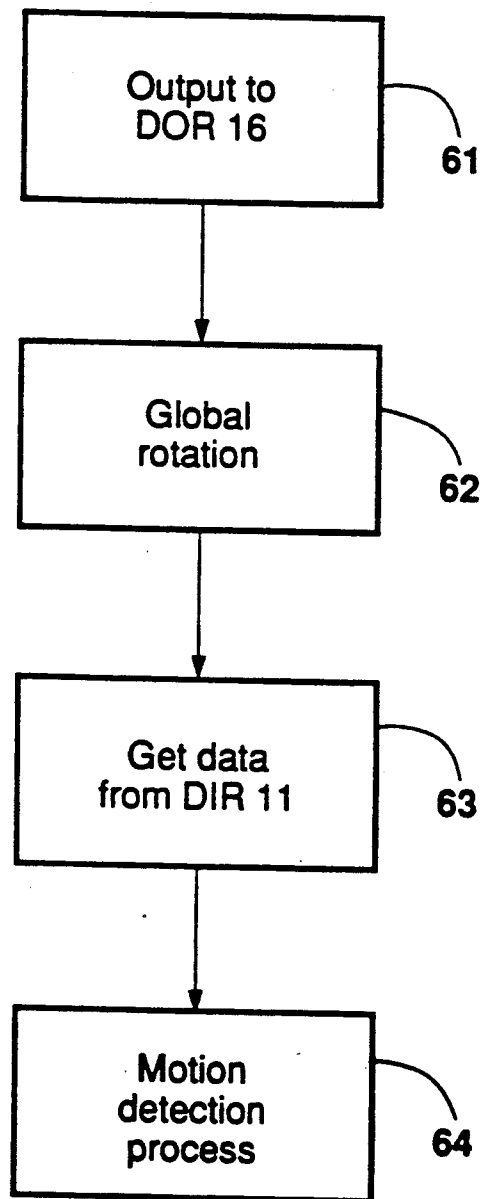 Output to
DOR 16
61
Global
rotation
62
Get data
from DIR 11
63
Motion
detection
process
64